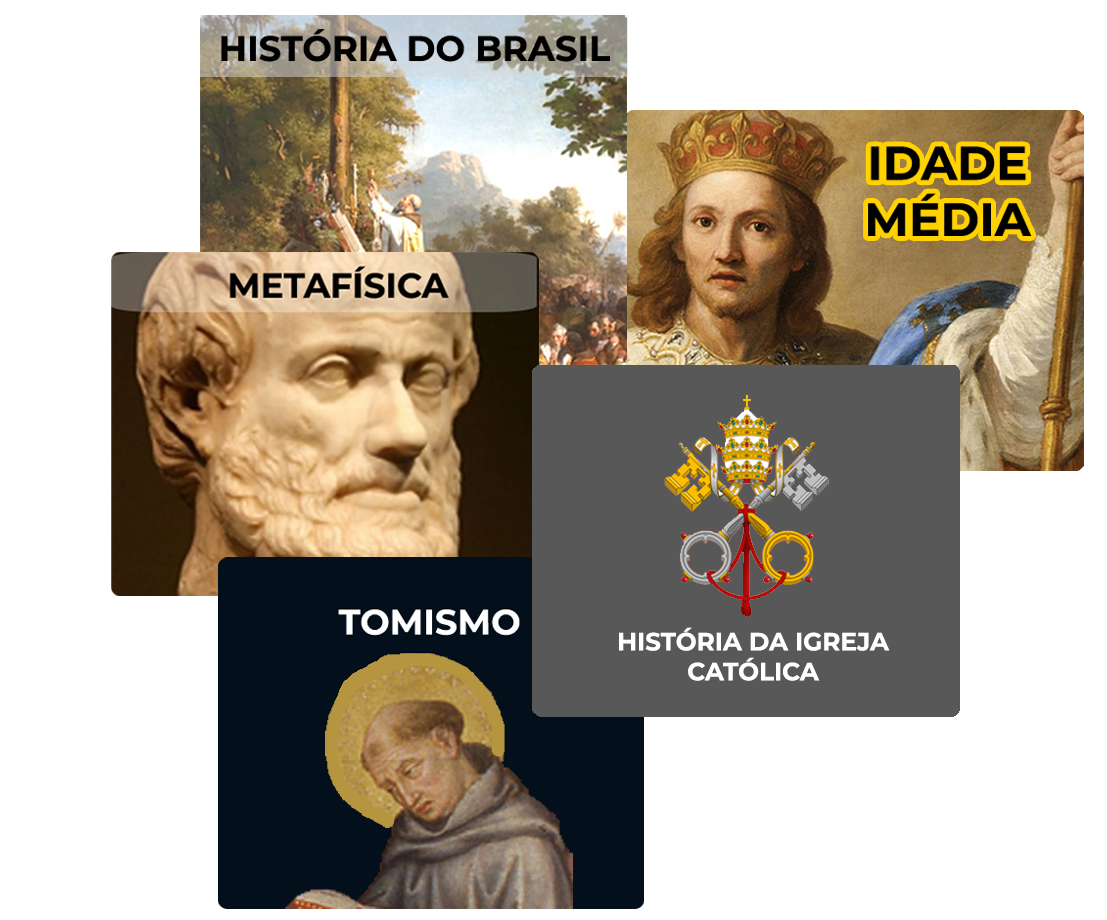 HISTÓRIA DO BRASIL
IDADE
MÉDIA
METAFÍSICA
TOMISMO
HISTÓRIA DA IGREJA
CATÓLICA